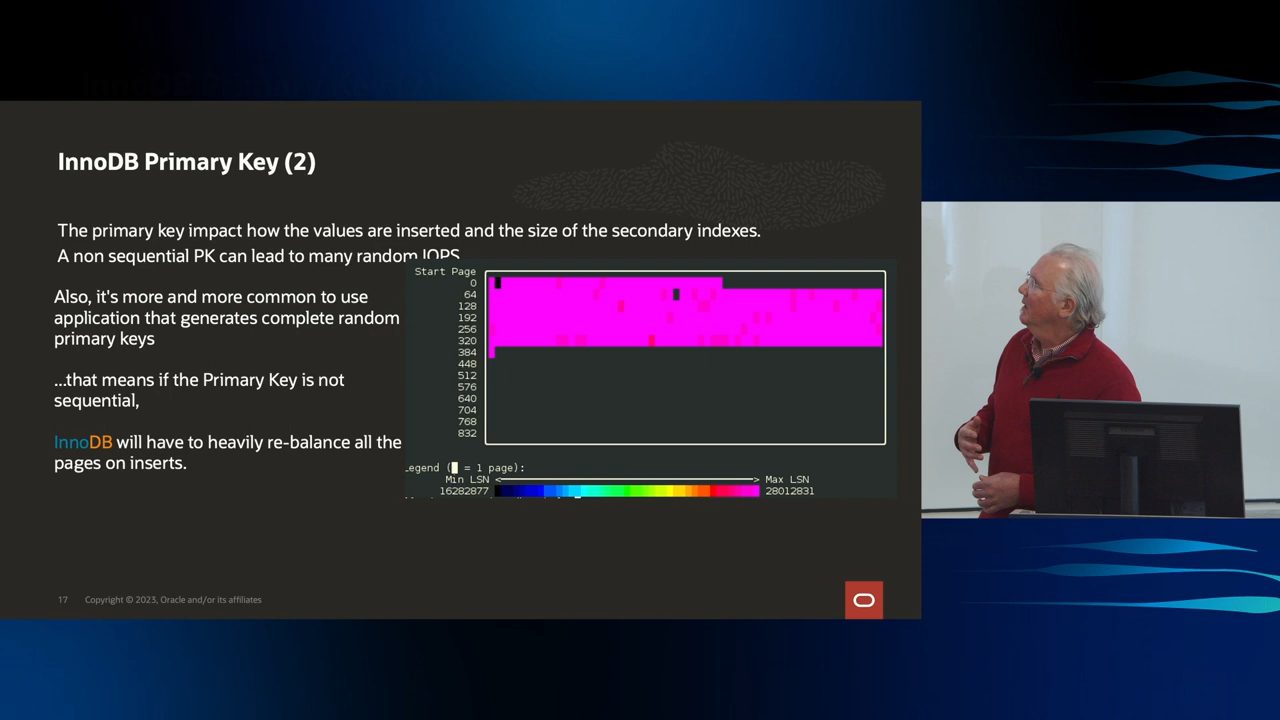 InnoDB Primary Key (2)
The primary key impact how the values are inserted and the size of the secondary indexes.
A non sequential PK can lead to many random IOPS
Also, it's more and more common to use
application that generates complete random
primary keys
...that means if the Primary Key is not
sequential,
InnoDB will have to heavily re-balance all the
pages on inserts.
Start Page
0
64
128
192
256
320
384
448
512
576
640
704
768
832
Legend (█ = 1 page):
Min LSN <────────────> Max LSN
16282877 28012831
17 Copyright © 2023, Oracle and/or its affiliates